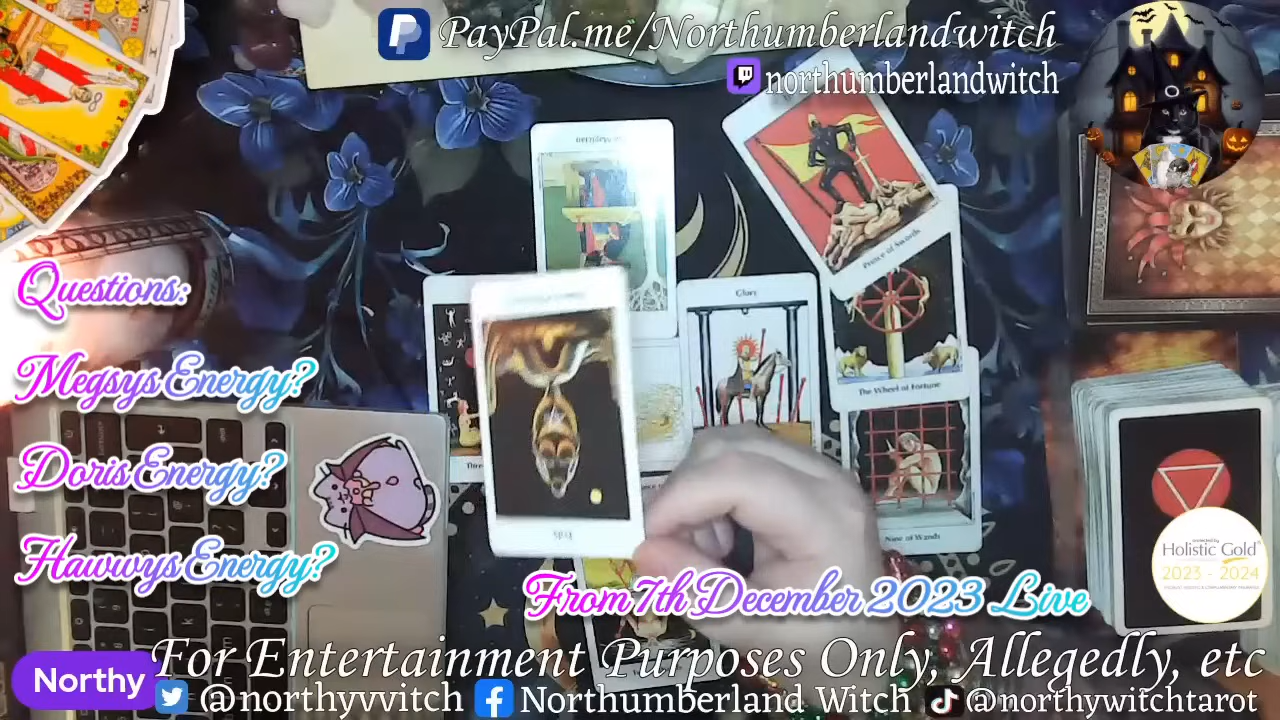 PayPal.me/Northumberlandwitch
northumberlandwitch
Prince of Swords
Glory
The Wheel of Fortune
Nine of Wands
Questions:
Megsys Energy?
Doris Energy?
Hawwys Energy?
Holistic Gold
2023 - 2024
From 7th December 2023 Live
For Entertainment Purposes Only, Allegedly, etc
Northy
@northyvvitch
Northumberland Witch
@northywitchtarot